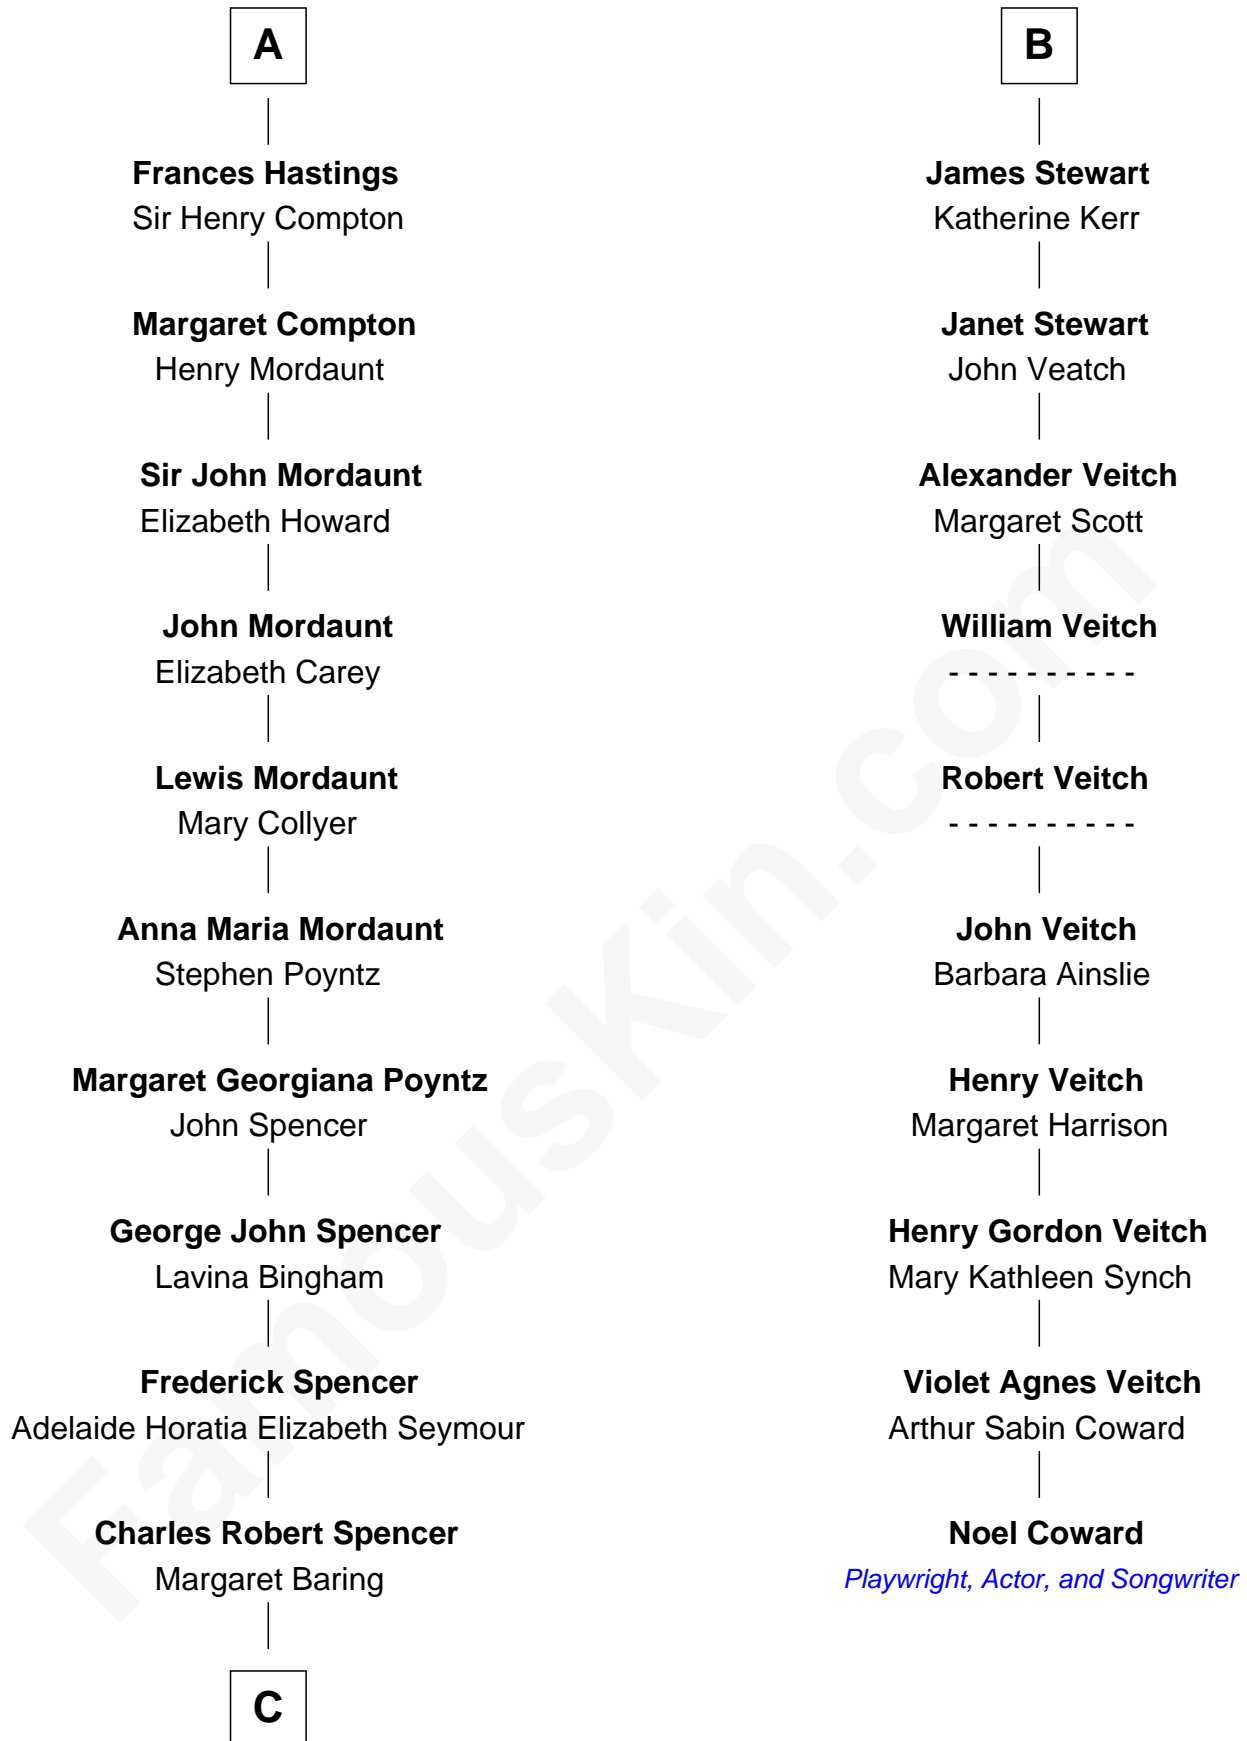 A
Frances Hastings
Sir Henry Compton
Margaret Compton
Henry Mordaunt
Sir John Mordaunt
Elizabeth Howard
John Mordaunt
Elizabeth Carey
Lewis Mordaunt
Mary Collyer
Anna Maria Mordaunt
Stephen Poyntz
Margaret Georgiana Poyntz
John Spencer
George John Spencer
Lavina Bingham
Frederick Spencer
Adelaide Horatia Elizabeth Seymour
Charles Robert Spencer
Margaret Baring
C
B
James Stewart
Katherine Kerr
Janet Stewart
John Veatch
Alexander Veitch
Margaret Scott
William Veitch
- - - - - - - - - -
Robert Veitch
- - - - - - - - - -
John Veitch
Barbara Ainslie
Henry Veitch
Margaret Harrison
Henry Gordon Veitch
Mary Kathleen Synch
Violet Agnes Veitch
Arthur Sabin Coward
Noel Coward
Playwright, Actor, and Songwriter
FamousKin.com